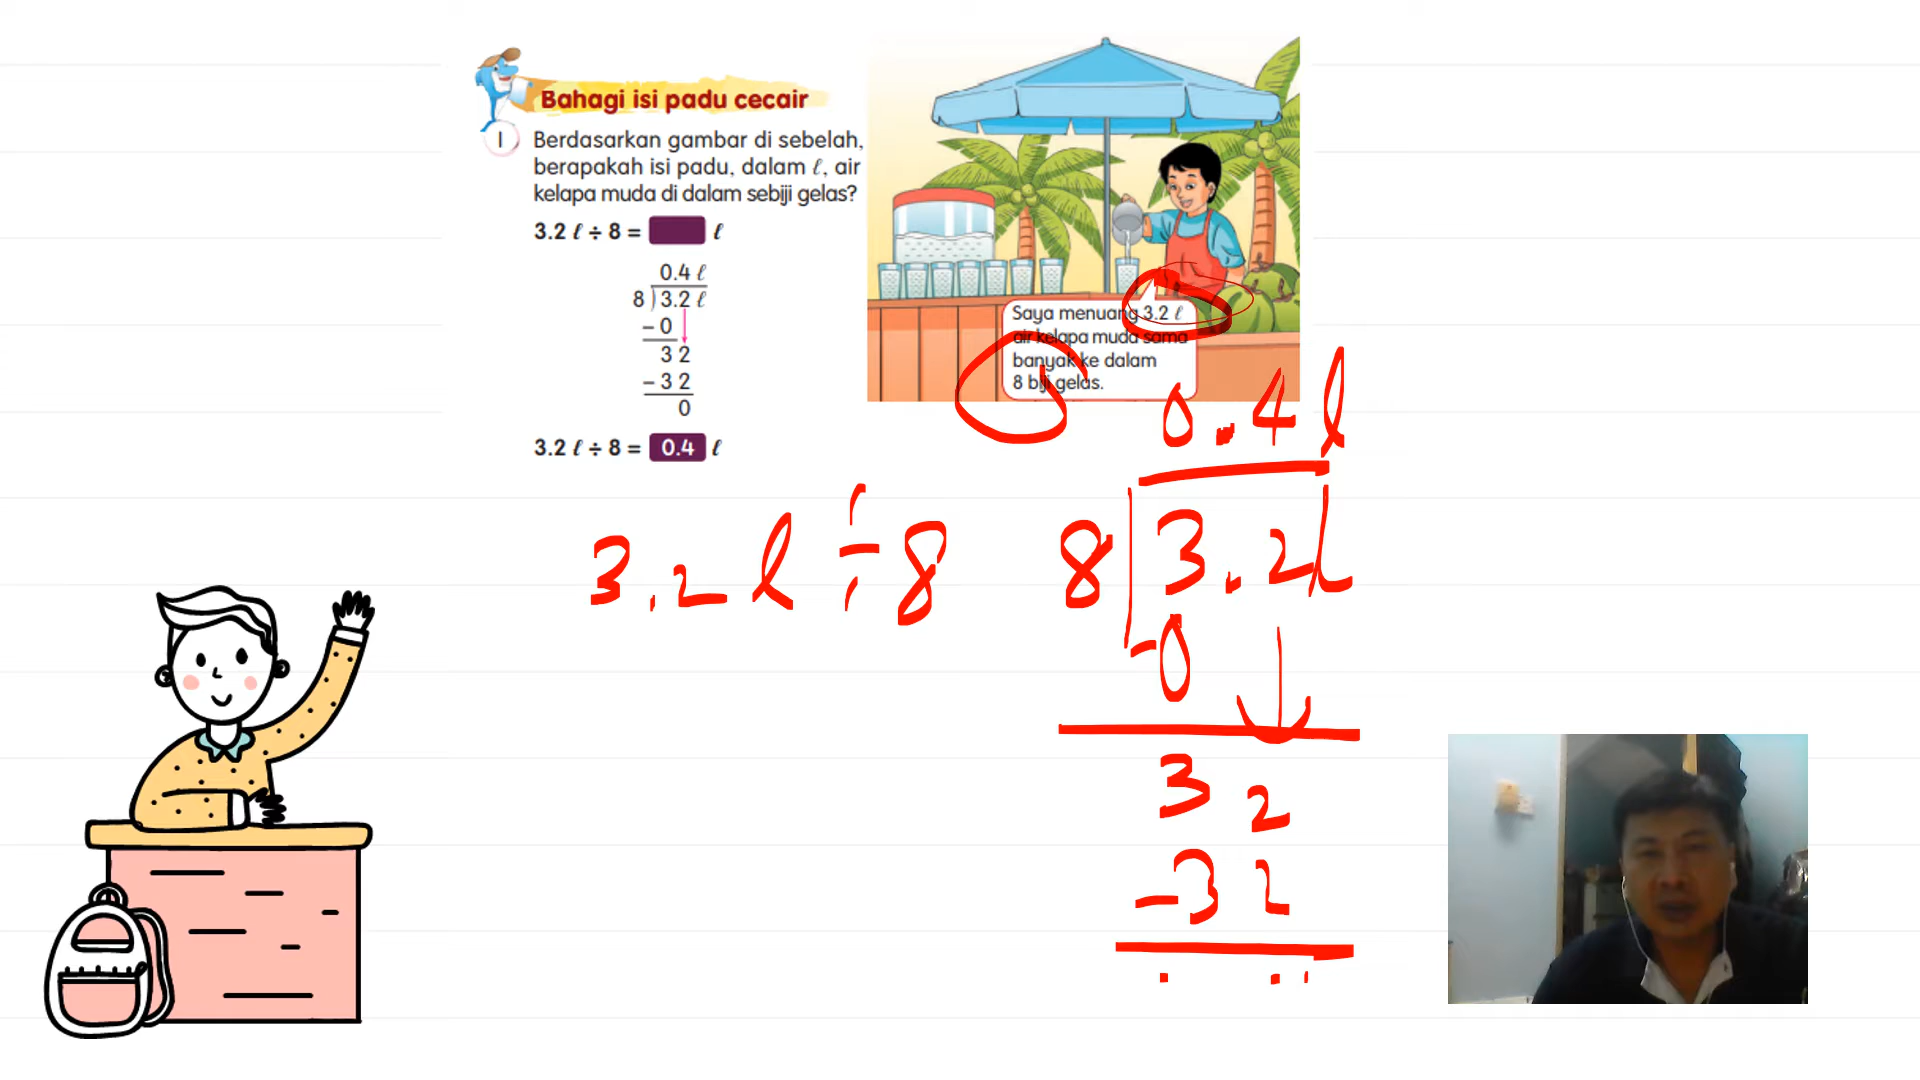 Bahagi isi padu cecair
1
Berdasarkan gambar di sebelah,
berapakah isi padu, dalam ℓ, air
kelapa muda di dalam sebiji gelas?
3.2 ℓ ÷ 8 = ℓ
0.4 ℓ
8 ) 3.2 ℓ
− 0
3 2
− 3 2
0
3.2 ℓ ÷ 8 = 0.4 ℓ
Saya menuang 3.2 ℓ
air kelapa muda sama
banyak ke dalam
8 biji gelas.
3.2 l ÷ 8
0.4 l
8 3.2 l
-0
3 2
-3 2